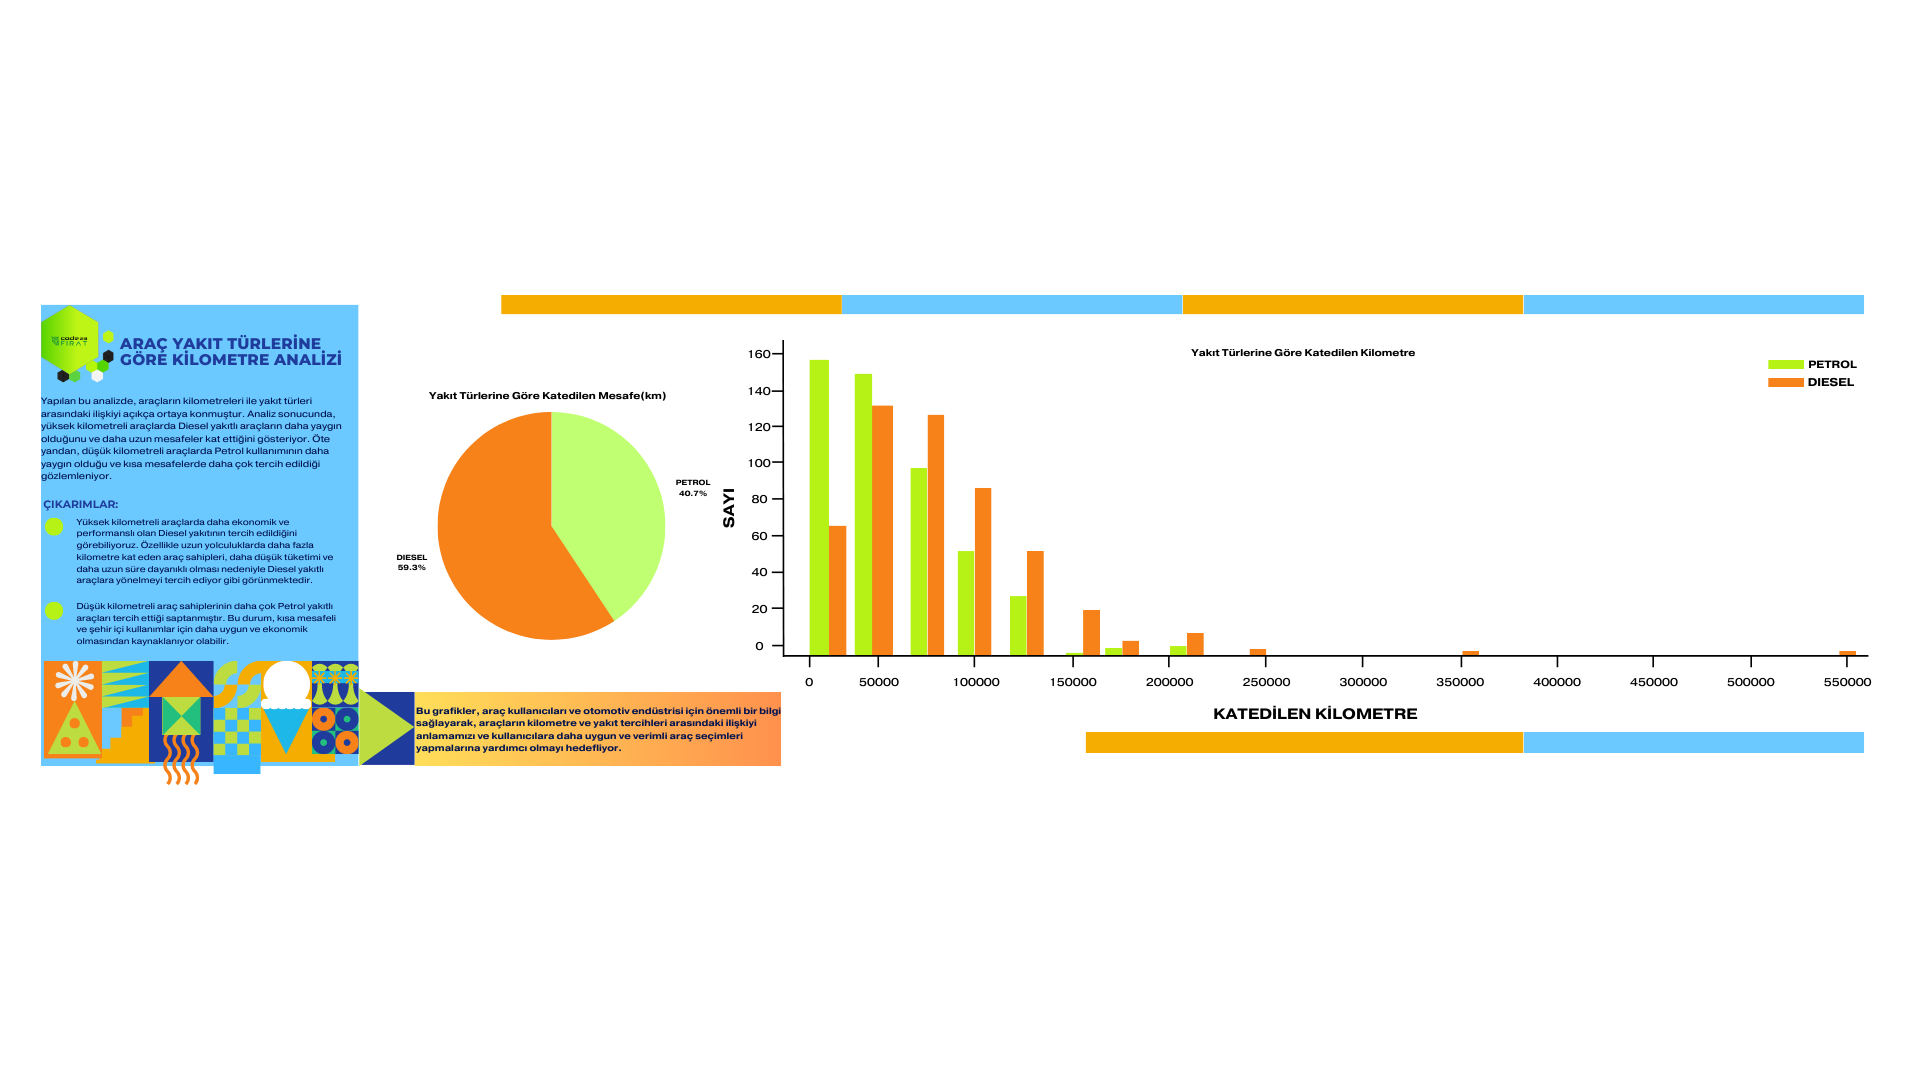 codesa
FIRAT
ARAÇ YAKIT TÜRLERİNE
GÖRE KİLOMETRE ANALİZİ
Yapılan bu analizde, araçların kilometreleri ile yakıt türleri
arasındaki ilişkiyi açıkça ortaya konmuştur. Analiz sonucunda,
yüksek kilometreli araçlarda Diesel yakıtlı araçların daha yaygın
olduğunu ve daha uzun mesafeler kat ettiğini gösteriyor. Öte
yandan, düşük kilometreli araçlarda Petrol kullanımının daha
yaygın olduğu ve kısa mesafelerde daha çok tercih edildiği
gözlemleniyor.
ÇIKARIMLAR:
Yüksek kilometreli araçlarda daha ekonomik ve
performanslı olan Diesel yakıtının tercih edildiğini
görebiliyoruz. Özellikle uzun yolculuklarda daha fazla
kilometre kat eden araç sahipleri, daha düşük tüketimi ve
daha uzun süre dayanıklı olması nedeniyle Diesel yakıtlı
araçlara yönelmeyi tercih ediyor gibi görünmektedir.
Düşük kilometreli araç sahiplerinin daha çok Petrol yakıtlı
araçları tercih ettiği saptanmıştır. Bu durum, kısa mesafeli
ve şehir içi kullanımlar için daha uygun ve ekonomik
olmasından kaynaklanıyor olabilir.
Yakıt Türlerine Göre Katedilen Mesafe(km)
PETROL
40.7%
DIESEL
59.3%
Bu grafikler, araç kullanıcıları ve otomotiv endüstrisi için önemli bir bilgi
sağlayarak, araçların kilometre ve yakıt tercihleri arasındaki ilişkiyi
anlamamızı ve kullanıcılara daha uygun ve verimli araç seçimleri
yapmalarına yardımcı olmayı hedefliyor.
Yakıt Türlerine Göre Katedilen Kilometre
PETROL
DIESEL
SAYI
160
140
120
100
80
60
40
20
0
0 50000 100000 150000 200000 250000 300000 350000 400000 450000 500000 550000
KATEDİLEN KİLOMETRE